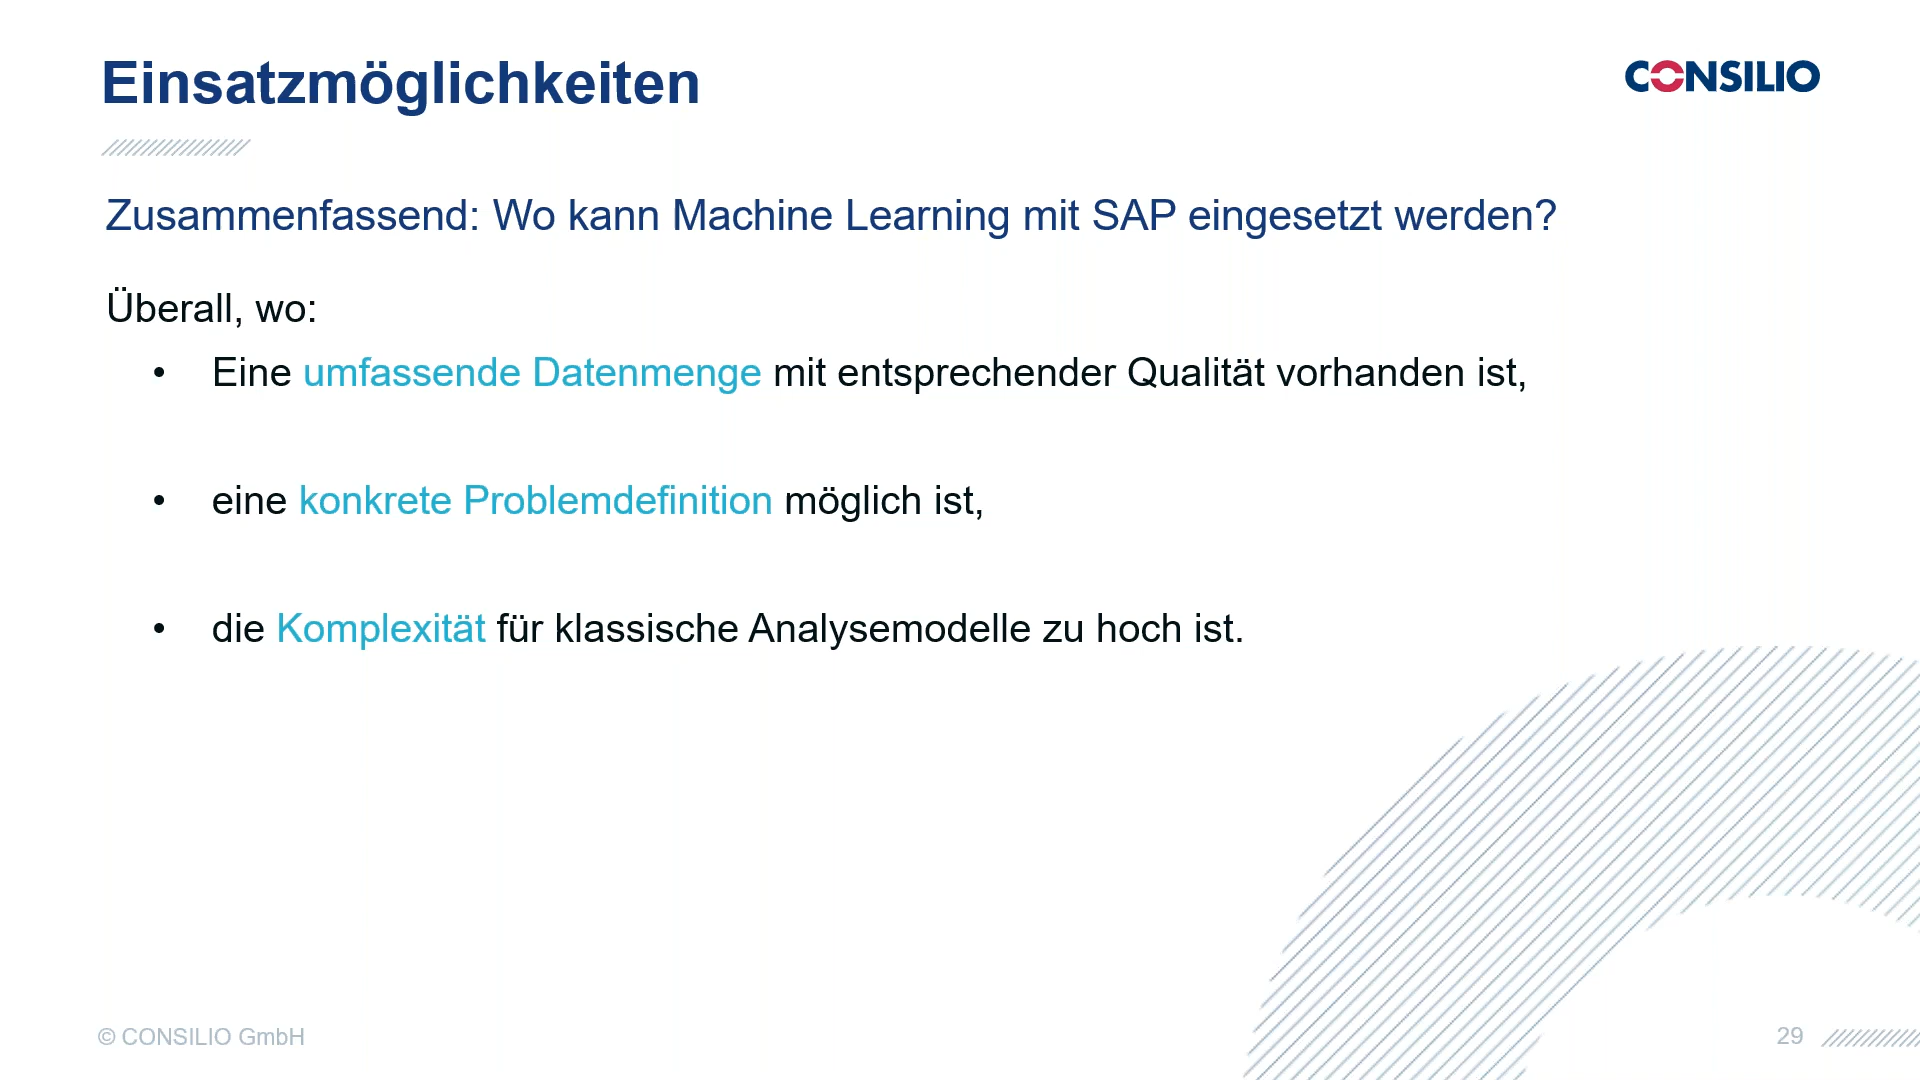 Einsatzmöglichkeiten
CONSILIO
Zusammenfassend: Wo kann Machine Learning mit SAP eingesetzt werden?
Überall, wo:
• Eine umfassende Datenmenge mit entsprechender Qualität vorhanden ist,
• eine konkrete Problemdefinition möglich ist,
• die Komplexität für klassische Analysemodelle zu hoch ist.
© CONSILIO GmbH
29